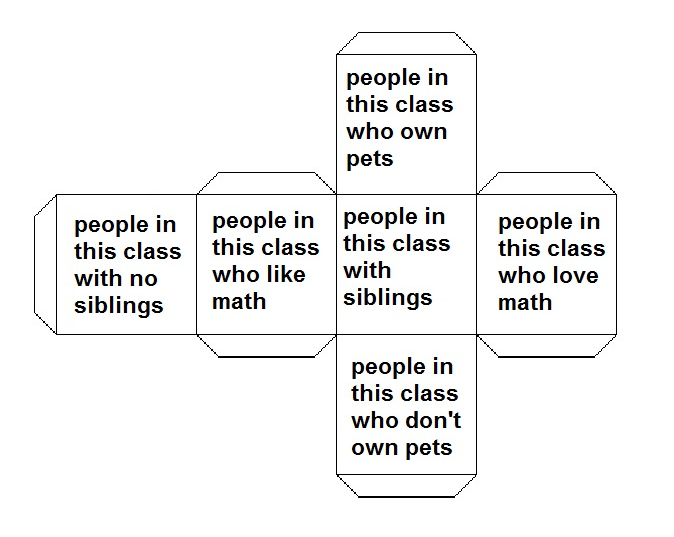 people in
this class
who own
pets
people in
this class
with no
siblings
people in
this class
who like
math
people in
this class
with
siblings
people in
this class
who love
math
people in
this class
who don't
own pets